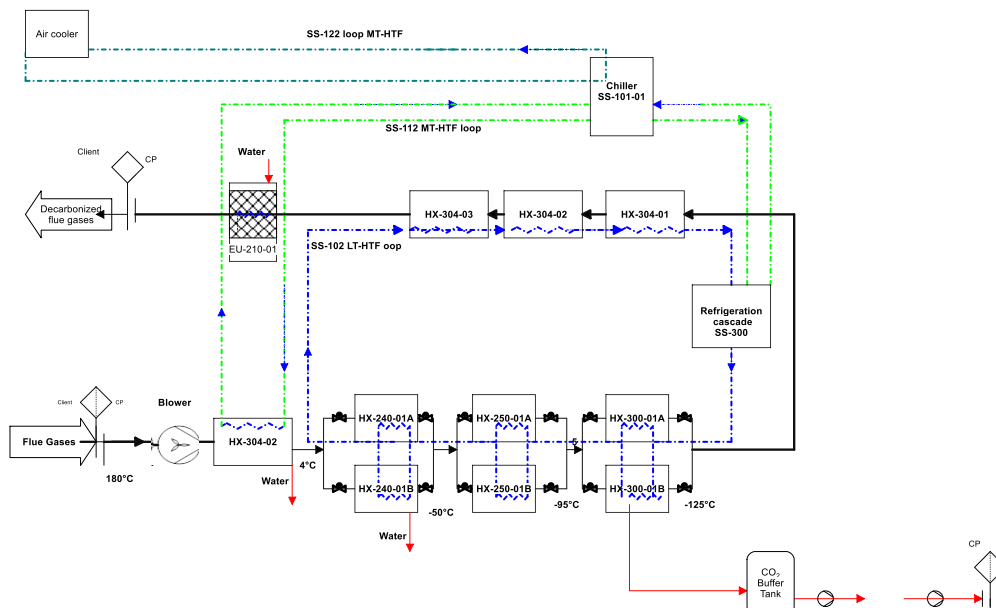 Air cooler
SS-122 loop MT-HTF
Chiller
SS-101-01
SS-112 MT-HTF loop
Client
CP
Water
Decarbonized
flue gases
EU-210-01
HX-304-03
HX-304-02
HX-304-01
SS-102 LT-HTF oop
Refrigeration
cascade
SS-300
Client
CP
Blower
Flue Gases
180°C
HX-304-02
Water
4°C
HX-240-01A
HX-240-01B
-50°C
Water
HX-250-01A
HX-250-01B
-95°C
HX-300-01A
HX-300-01B
-125°C
CO₂
Buffer
Tank
CP